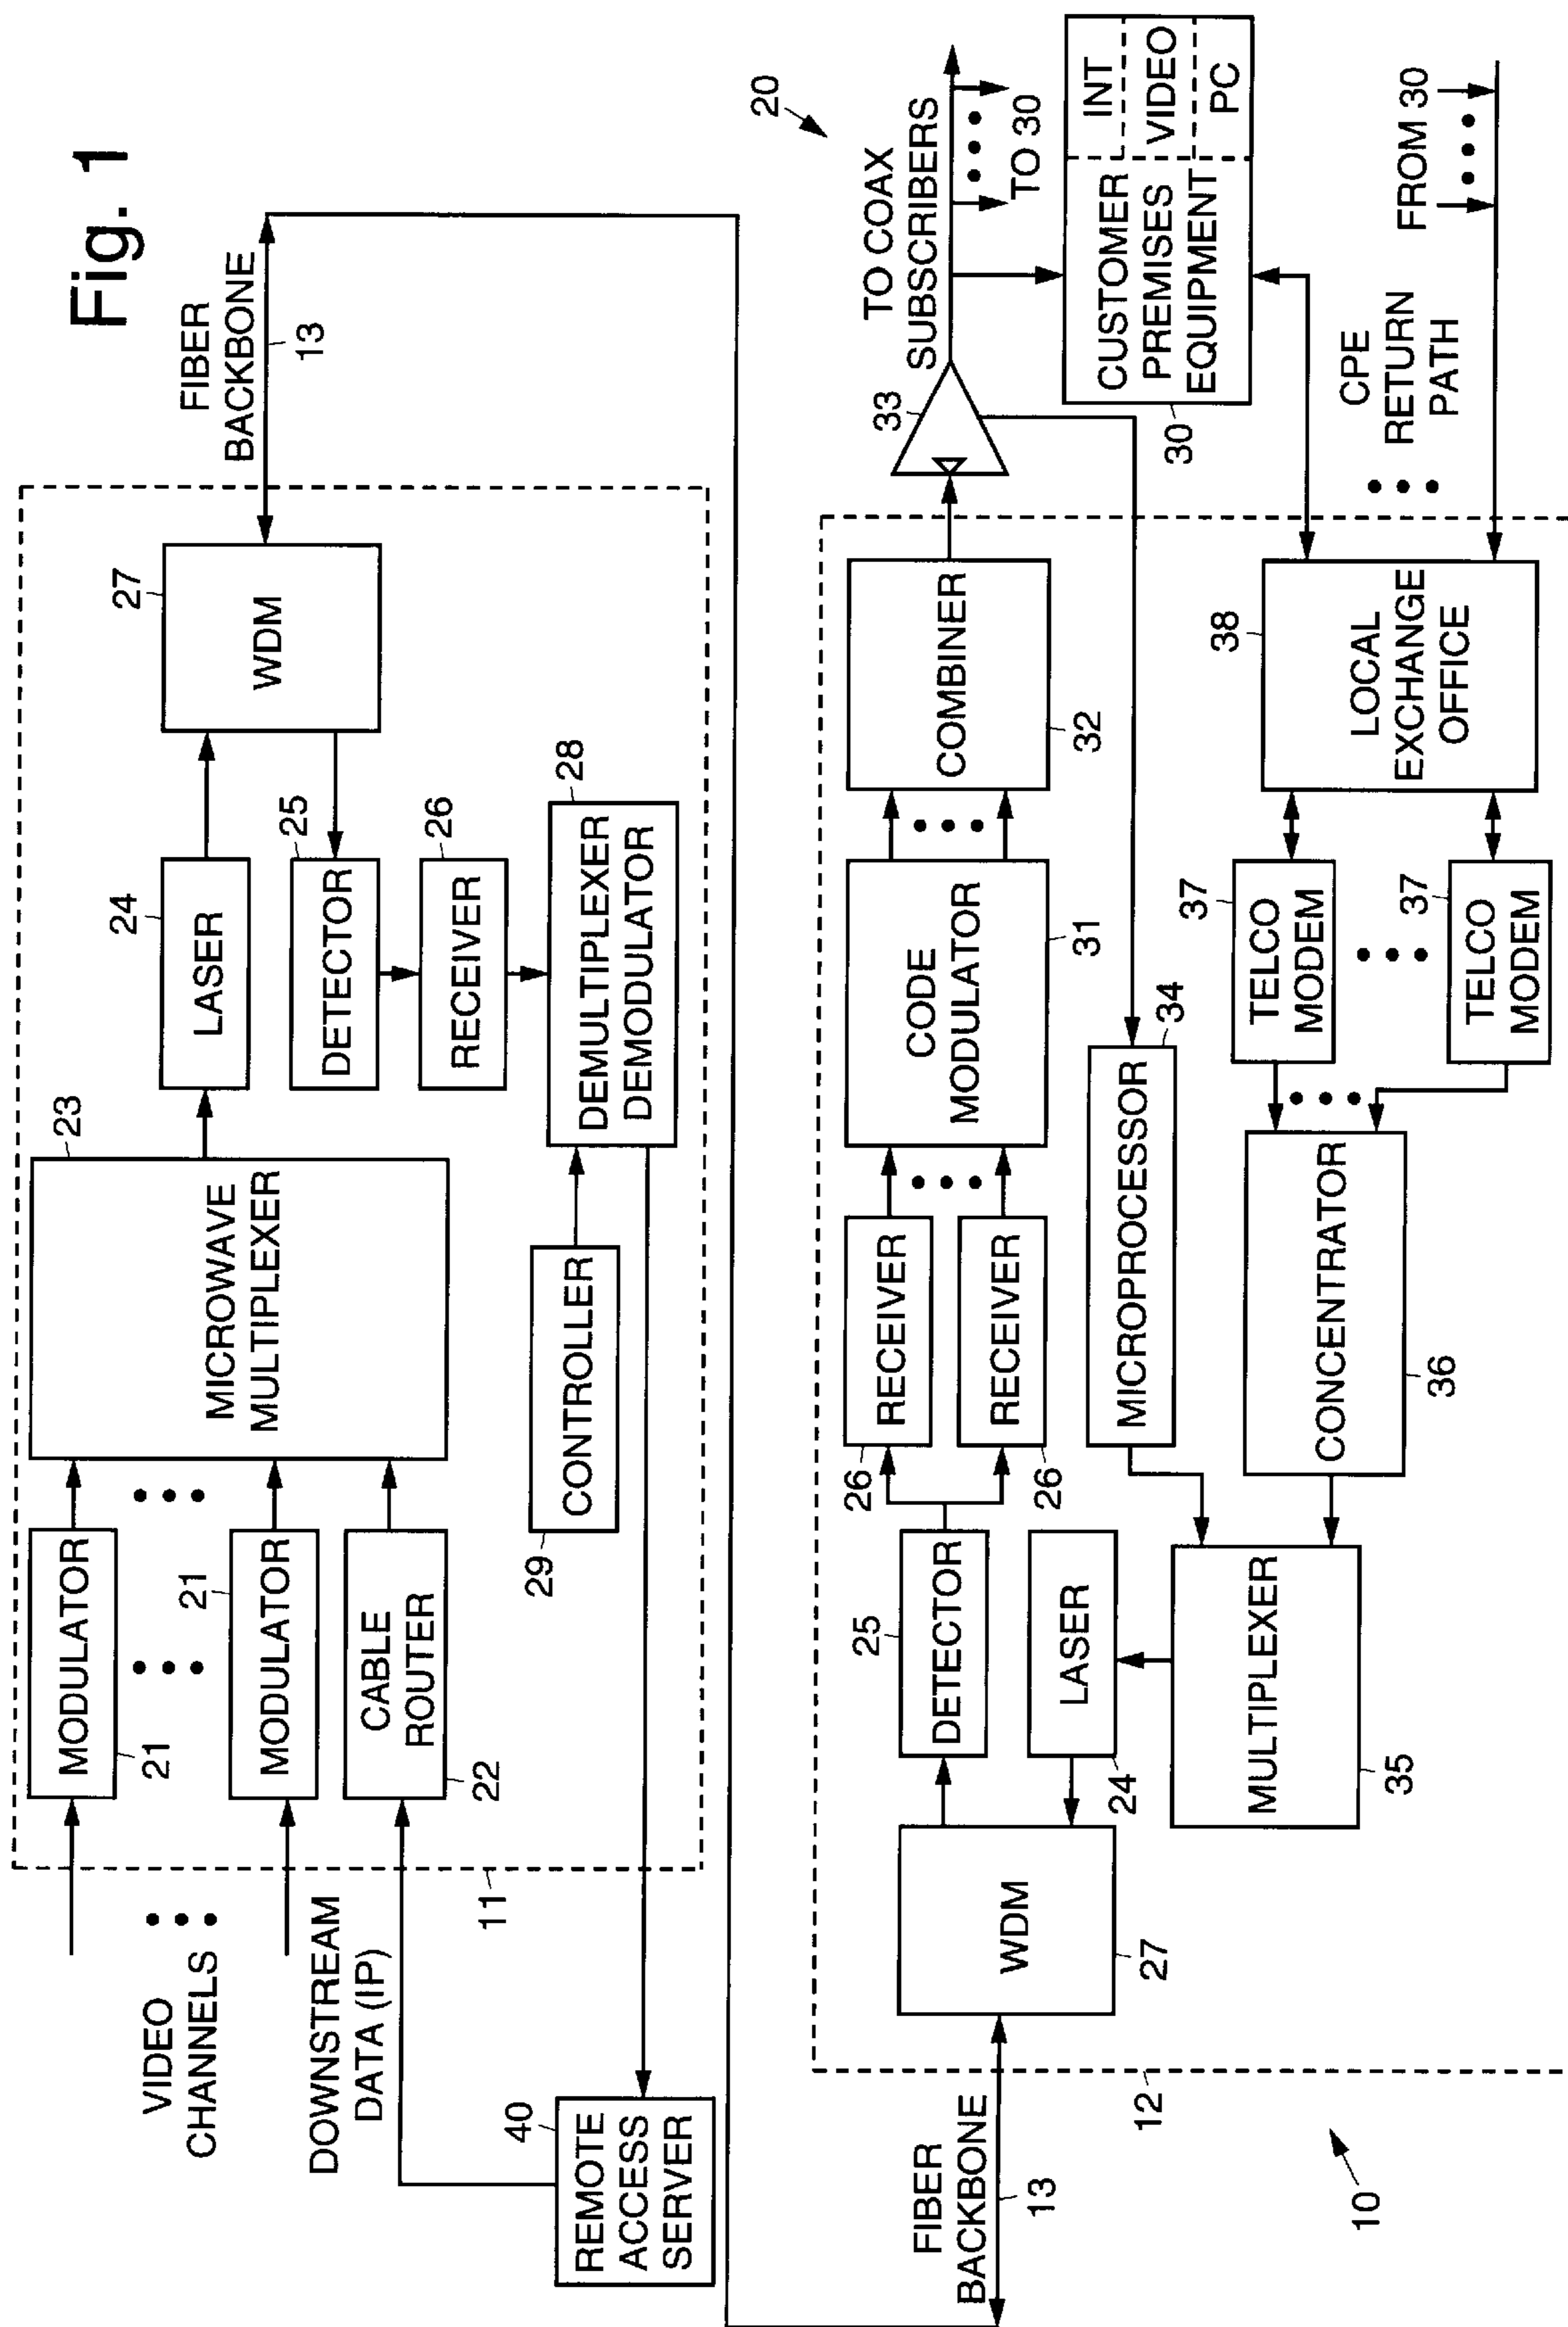 Fig. 1
VIDEO
CHANNELS
DOWNSTREAM
DATA (IP)
11
MODULATOR
21
MODULATOR
21
CABLE
ROUTER
22
MICROWAVE
MULTIPLEXER
23
LASER
24
WDM
27
FIBER
BACKBONE
13
DETECTOR
25
RECEIVER
26
DEMULTIPLEXER
DEMODULATOR
28
CONTROLLER
29
REMOTE
ACCESS
SERVER
40
FIBER
BACKBONE
13
12
10
WDM
27
DETECTOR
25
LASER
24
MULTIPLEXER
35
RECEIVER
26
RECEIVER
26
CODE
MODULATOR
31
COMBINER
32
33
TO COAX
SUBSCRIBERS
TO 30
20
MICROPROCESSOR
34
CONCENTRATOR
36
TELCO
MODEM
37
TELCO
MODEM
37
LOCAL
EXCHANGE
OFFICE
38
CUSTOMER
PREMISES
EQUIPMENT
INT
VIDEO
PC
30
CPE
RETURN
PATH
FROM 30